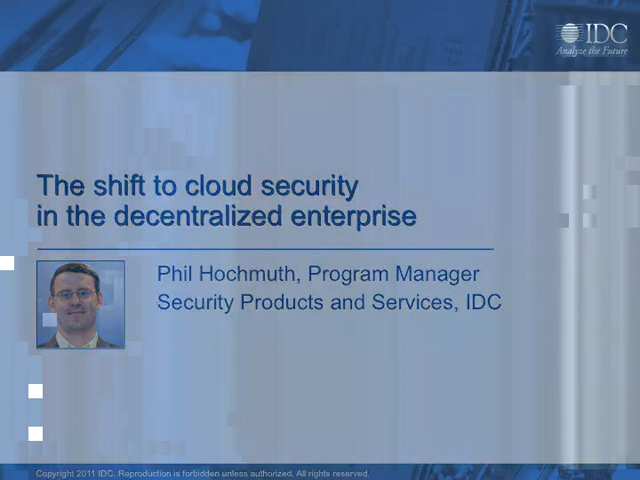 IDC
Analyze the Future
The shift to cloud security
in the decentralized enterprise
Phil Hochmuth, Program Manager
Security Products and Services, IDC
Copyright 2011 IDC. Reproduction is forbidden unless authorized. All rights reserved.